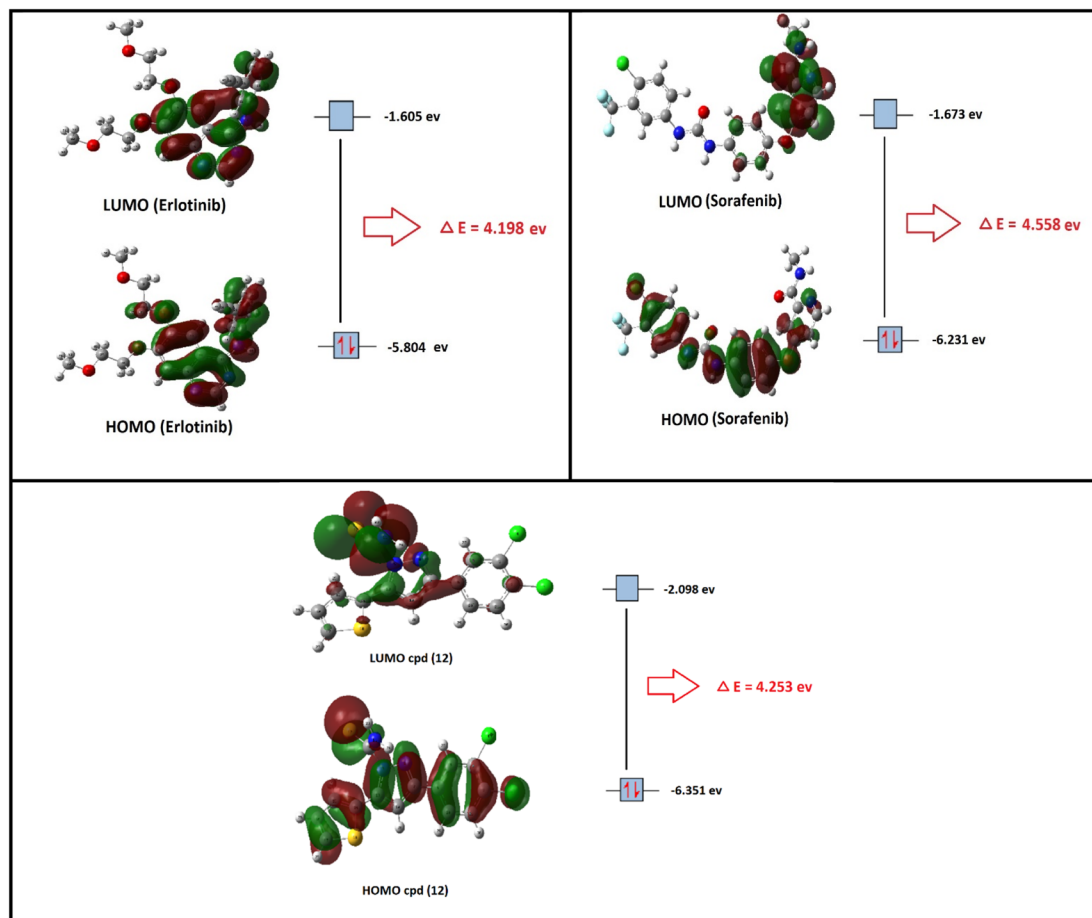 -1.605 ev
LUMO (Erlotinib)
△ E = 4.198 ev
-5.804 ev
HOMO (Erlotinib)
-1.673 ev
LUMO (Sorafenib)
△ E = 4.558 ev
-6.231 ev
HOMO (Sorafenib)
-2.098 ev
LUMO cpd (12)
△ E = 4.253 ev
-6.351 ev
HOMO cpd (12)